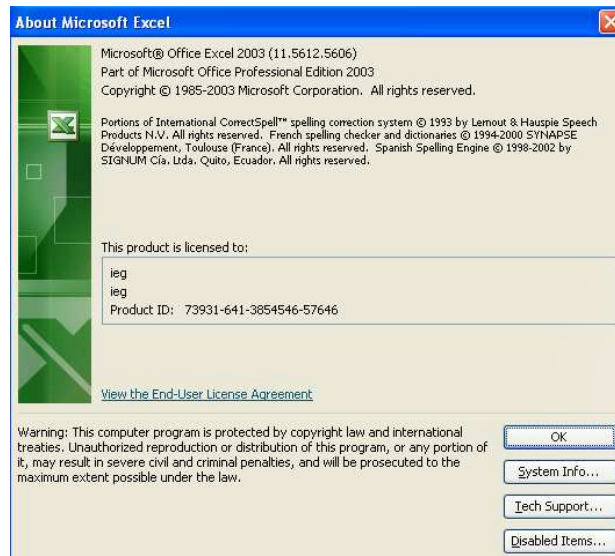 About Microsoft Excel
Microsoft® Office Excel 2003 (11.5612.5606)
Part of Microsoft Office Professional Edition 2003
Copyright © 1985-2003 Microsoft Corporation.  All rights reserved.
Portions of International CorrectSpell™ spelling correction system © 1993 by Lernout & Hauspie Speech
Products N.V. All rights reserved.  French spelling checker and dictionaries © 1994-2000 SYNAPSE
Développement, Toulouse (France). All rights reserved.  Spanish Spelling Engine © 1998-2002 by
SIGNUM Cía. Ltda. Quito, Ecuador. All rights reserved.
This product is licensed to:
ieg
ieg
Product ID:   73931-641-3854546-57646
View the End-User License Agreement
Warning: This computer program is protected by copyright law and international
treaties. Unauthorized reproduction or distribution of this program, or any portion of
it, may result in severe civil and criminal penalties, and will be prosecuted to the
maximum extent possible under the law.
OK
System Info...
Tech Support...
Disabled Items...